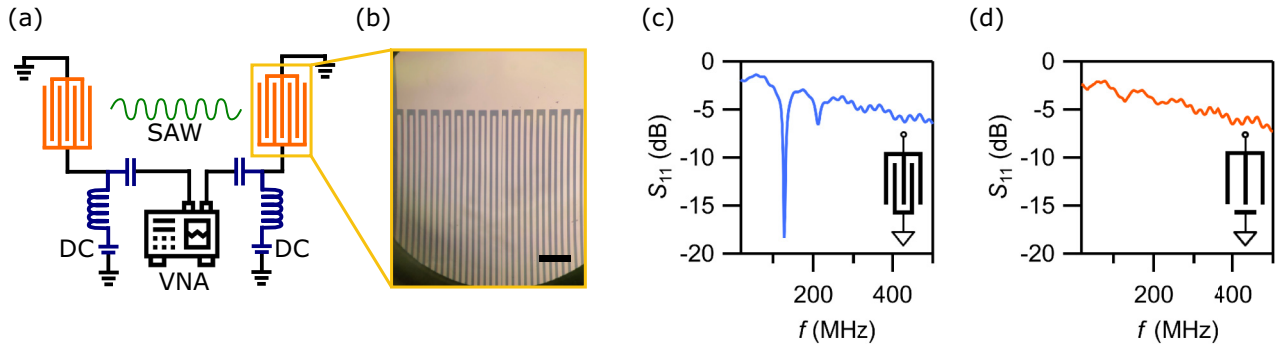 (a)
SAW
DC
DC
VNA
(b)
(c)
0
-5
-10
-15
-20
S11 (dB)
200
400
f (MHz)
(d)
0
-5
-10
-15
-20
S11 (dB)
200
400
f (MHz)